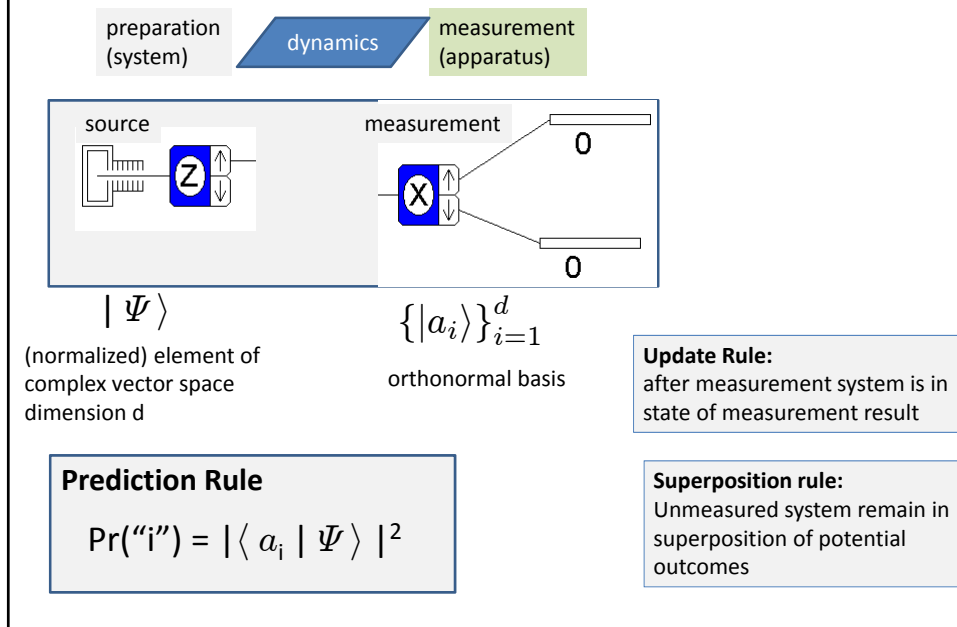 preparation
(system)
dynamics
measurement
(apparatus)
source
measurement
Z
↑
↓
X
↑
↓
0
0
| Ψ ⟩
{|a_i⟩}_{i=1}^d
(normalized) element of
complex vector space
dimension d
orthonormal basis
Update Rule:
after measurement system is in
state of measurement result
Prediction Rule
Pr(“i”) = |⟨ a_i | Ψ ⟩ |²
Superposition rule:
Unmeasured system remain in
superposition of potential
outcomes